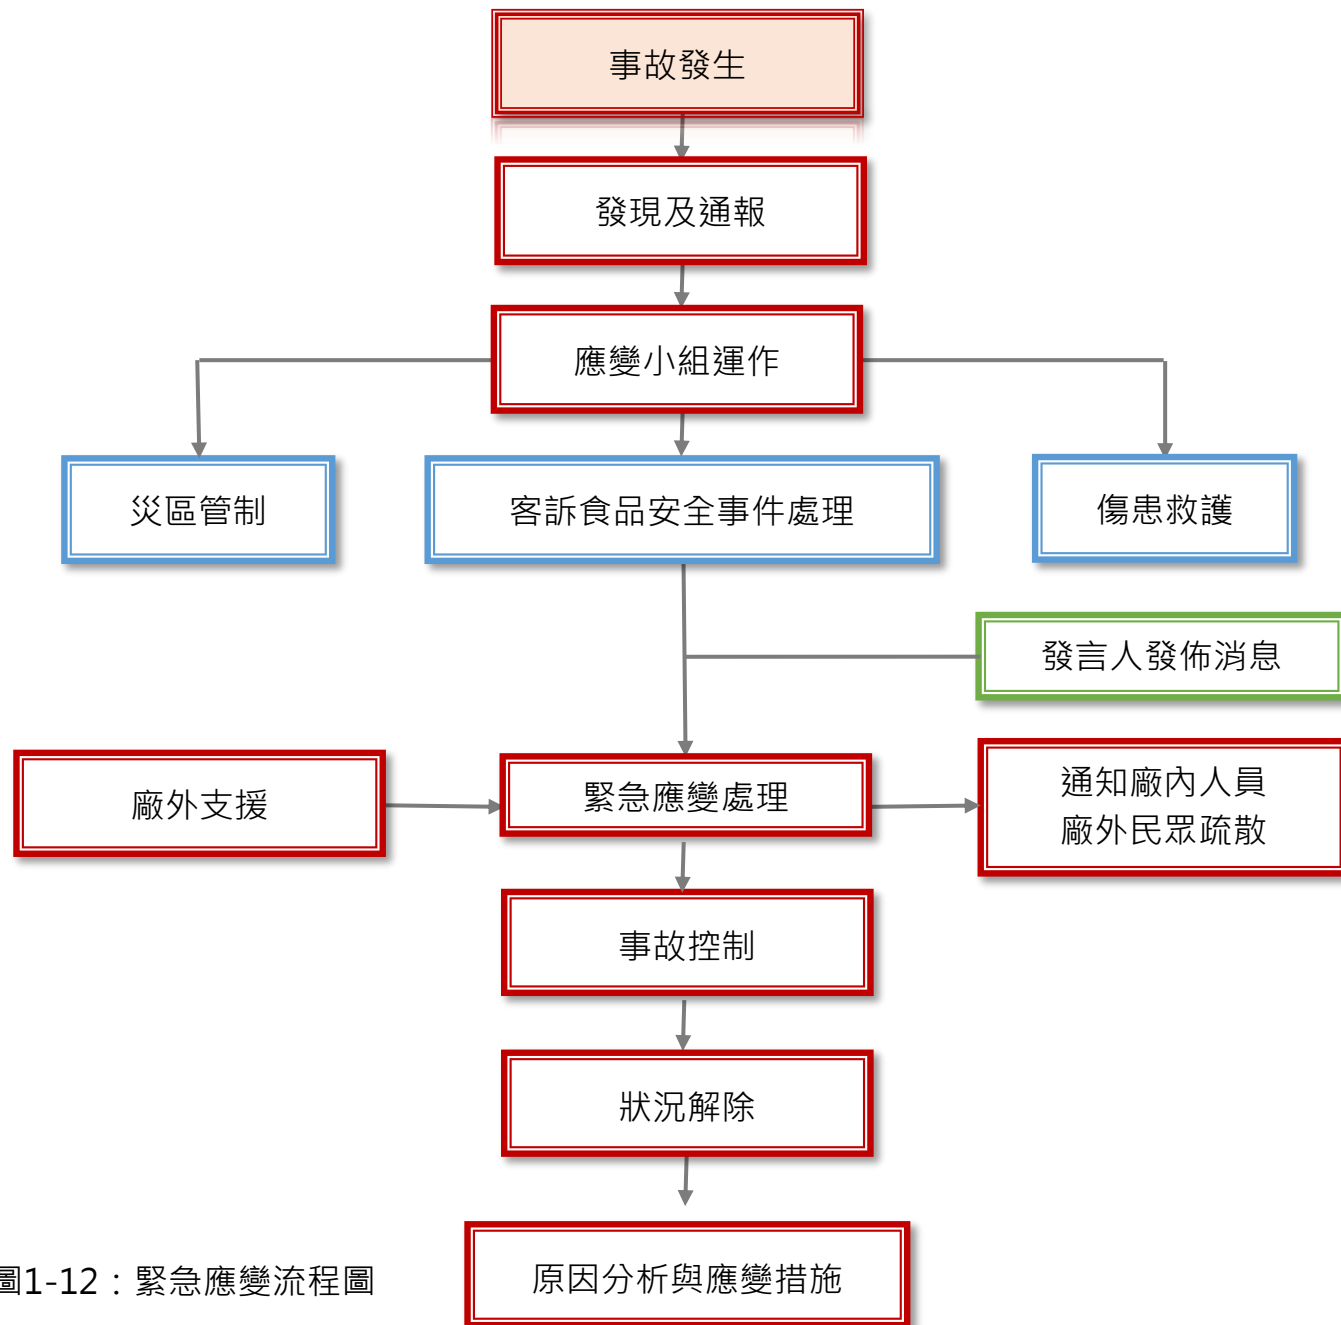 事故發生
發現及通報
應變小組運作
災區管制
客訴食品安全事件處理
傷患救護
發言人發佈消息
廠外支援
緊急應變處理
通知廠內人員
廠外民眾疏散
事故控制
狀況解除
原因分析與應變措施
圖1-12：緊急應變流程圖